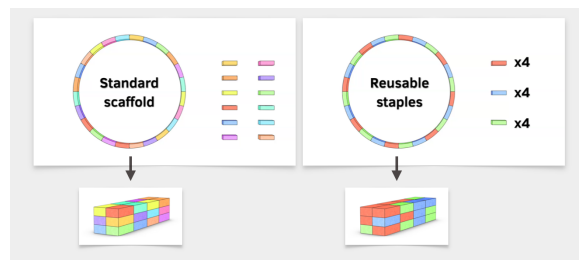 Standard
scaffold
Reusable
staples
x4
x4
x4